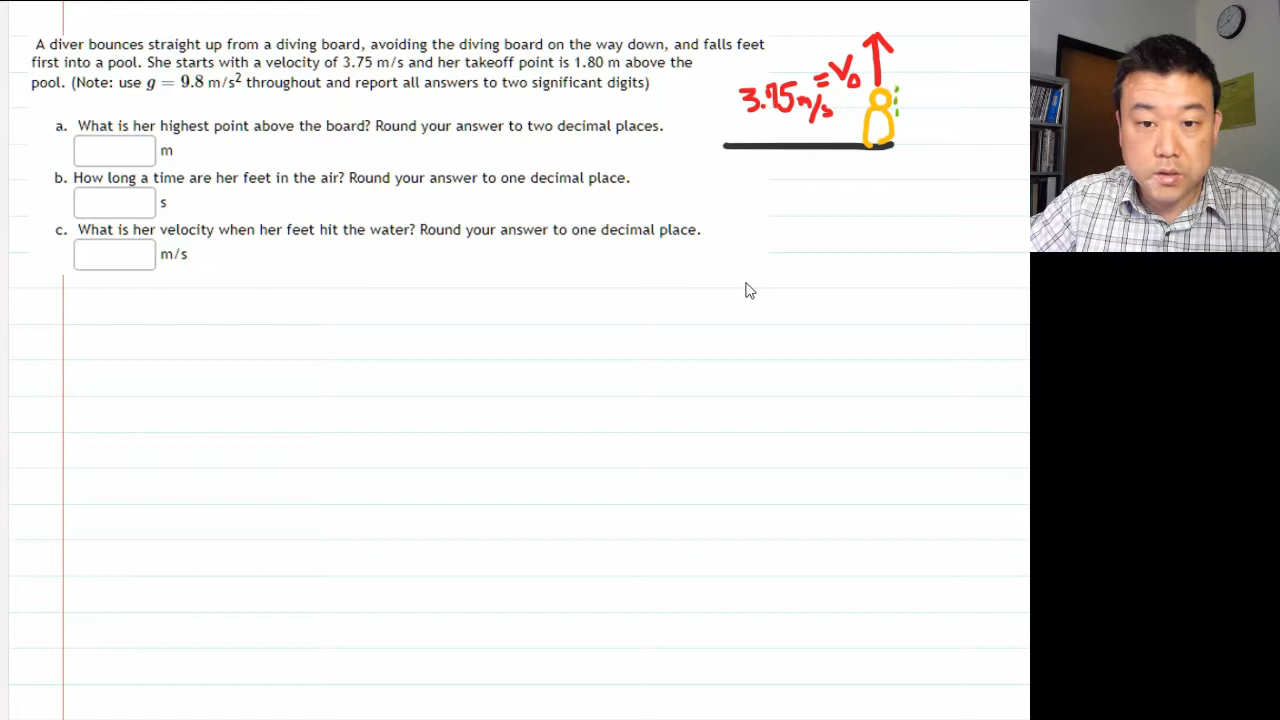 A diver bounces straight up from a diving board, avoiding the diving board on the way down, and falls feet
first into a pool. She starts with a velocity of 3.75 m/s and her takeoff point is 1.80 m above the
pool. (Note: use g = 9.8 m/s² throughout and report all answers to two significant digits)
a. What is her highest point above the board? Round your answer to two decimal places.
m
b. How long a time are her feet in the air? Round your answer to one decimal place.
s
c. What is her velocity when her feet hit the water? Round your answer to one decimal place.
m/s
3.75 m/s = V₀